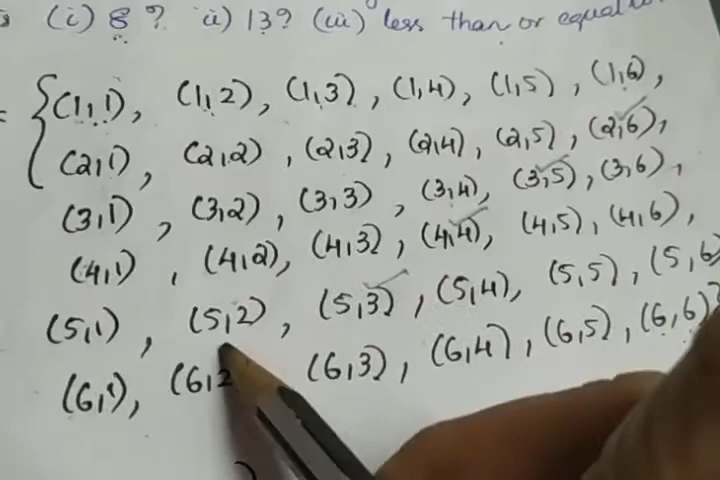 (i) 8? ii) 13? (iii) less than or equal
= { (1,1), (1,2), (1,3), (1,4), (1,5), (1,6),
(2,1), (2,2), (2,3), (2,4), (2,5), (2,6),
(3,1), (3,2), (3,3), (3,4), (3,5), (3,6),
(4,1), (4,2), (4,3), (4,4), (4,5), (4,6),
(5,1), (5,2), (5,3), (5,4), (5,5), (5,6)
(6,1), (6,2 (6,3), (6,4), (6,5), (6,6)}